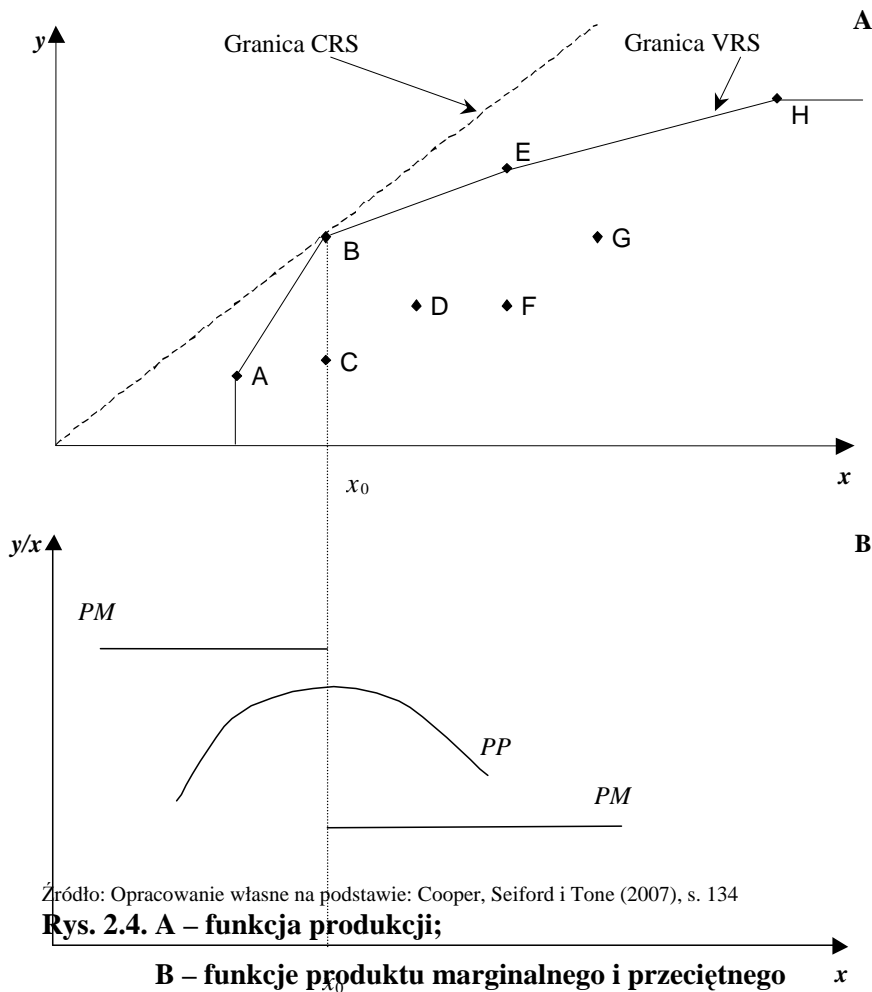 A
y
Granica CRS
Granica VRS
H
E
B
G
D
F
A
C
x0
x
y/x
B
PM
PP
PM
Źródło: Opracowanie własne na podstawie: Cooper, Seiford i Tone (2007), s. 134
Rys. 2.4. A – funkcja produkcji;
B – funkcje produktu marginalnego i przeciętnego
x0
x